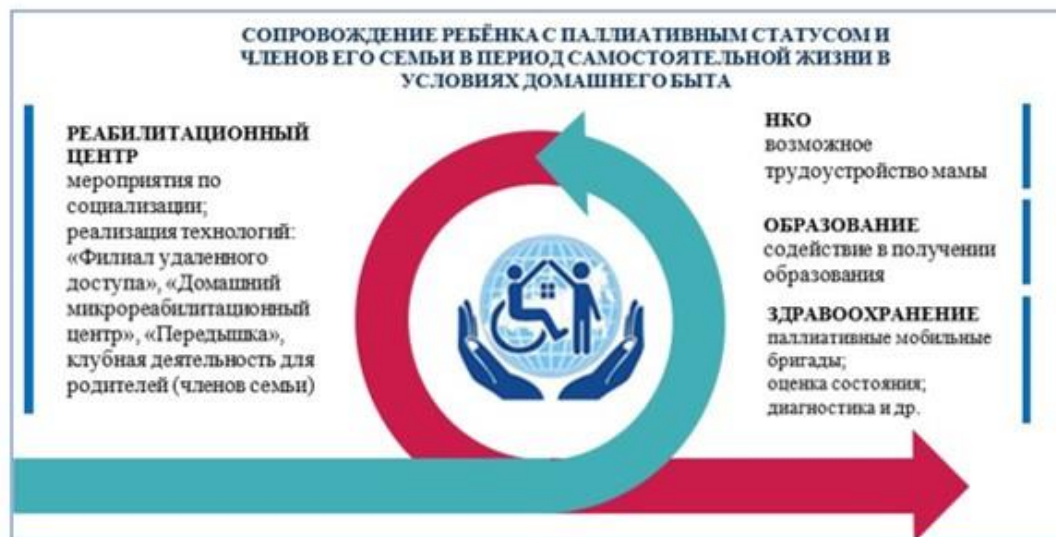 СОПРОВОЖДЕНИЕ РЕБЁНКА С ПАЛЛИАТИВНЫМ СТАТУСОМ И
ЧЛЕНОВ ЕГО СЕМЬИ В ПЕРИОД САМОСТОЯТЕЛЬНОЙ ЖИЗНИ В
УСЛОВИЯХ ДОМАШНЕГО БЫТА
РЕАБИЛИТАЦИОННЫЙ
ЦЕНТР
мероприятия по
социализации;
реализация технологий:
«Филиал удаленного
доступа», «Домашний
микрореабилитационный
центр», «Передышка»,
клубная деятельность для
родителей (членов семьи)
НКО
возможное
трудоустройство мамы
ОБРАЗОВАНИЕ
содействие в получении
образования
ЗДРАВООХРАНЕНИЕ
паллиативные мобильные
бригады;
оценка состояния;
диагностика и др.